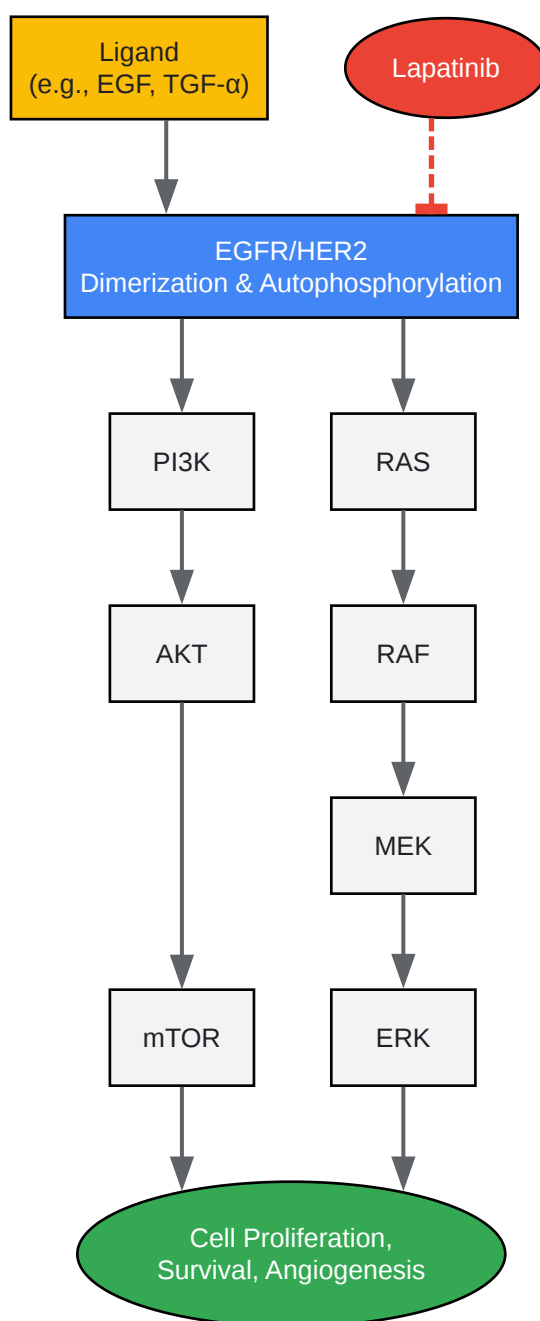 Ligand
(e.g., EGF, TGF-α)
Lapatinib
EGFR/HER2
Dimerization & Autophosphorylation
PI3K
RAS
AKT
RAF
MEK
mTOR
ERK
Cell Proliferation,
Survival, Angiogenesis